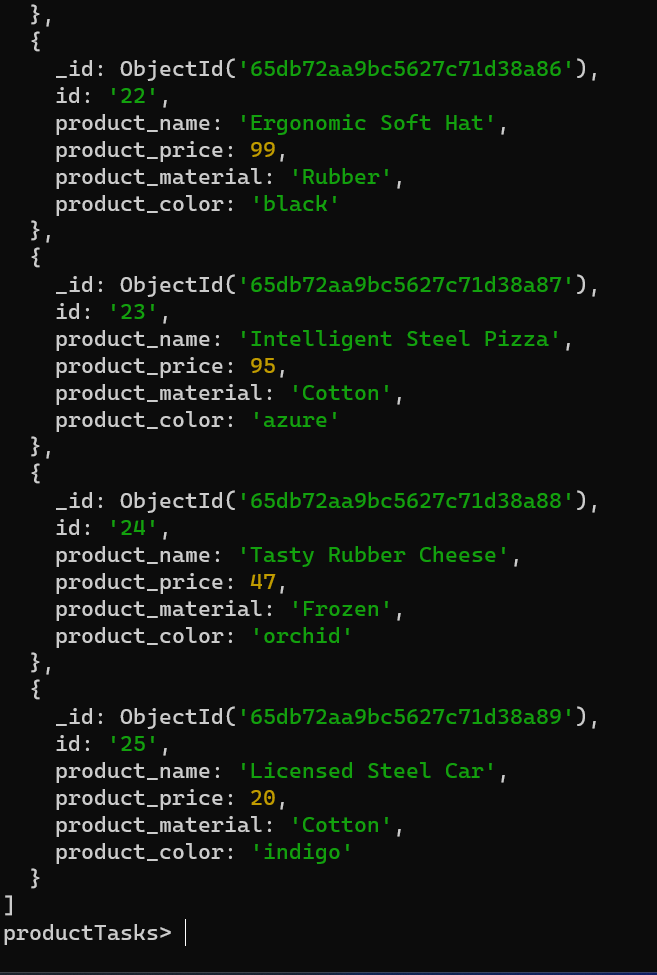 },
{
_id: ObjectId('65db72aa9bc5627c71d38a86'),
id: '22',
product_name: 'Ergonomic Soft Hat',
product_price: 99,
product_material: 'Rubber',
product_color: 'black'
},
{
_id: ObjectId('65db72aa9bc5627c71d38a87'),
id: '23',
product_name: 'Intelligent Steel Pizza',
product_price: 95,
product_material: 'Cotton',
product_color: 'azure'
},
{
_id: ObjectId('65db72aa9bc5627c71d38a88'),
id: '24',
product_name: 'Tasty Rubber Cheese',
product_price: 47,
product_material: 'Frozen',
product_color: 'orchid'
},
{
_id: ObjectId('65db72aa9bc5627c71d38a89'),
id: '25',
product_name: 'Licensed Steel Car',
product_price: 20,
product_material: 'Cotton',
product_color: 'indigo'
}
]
productTasks>